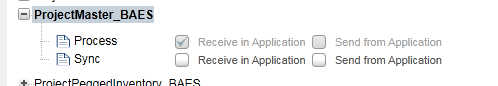 ProjectMaster_BAES
Process Receive in Application Send from Application
Sync Receive in Application Send from Application
ProjectPeggedInventory_BAES